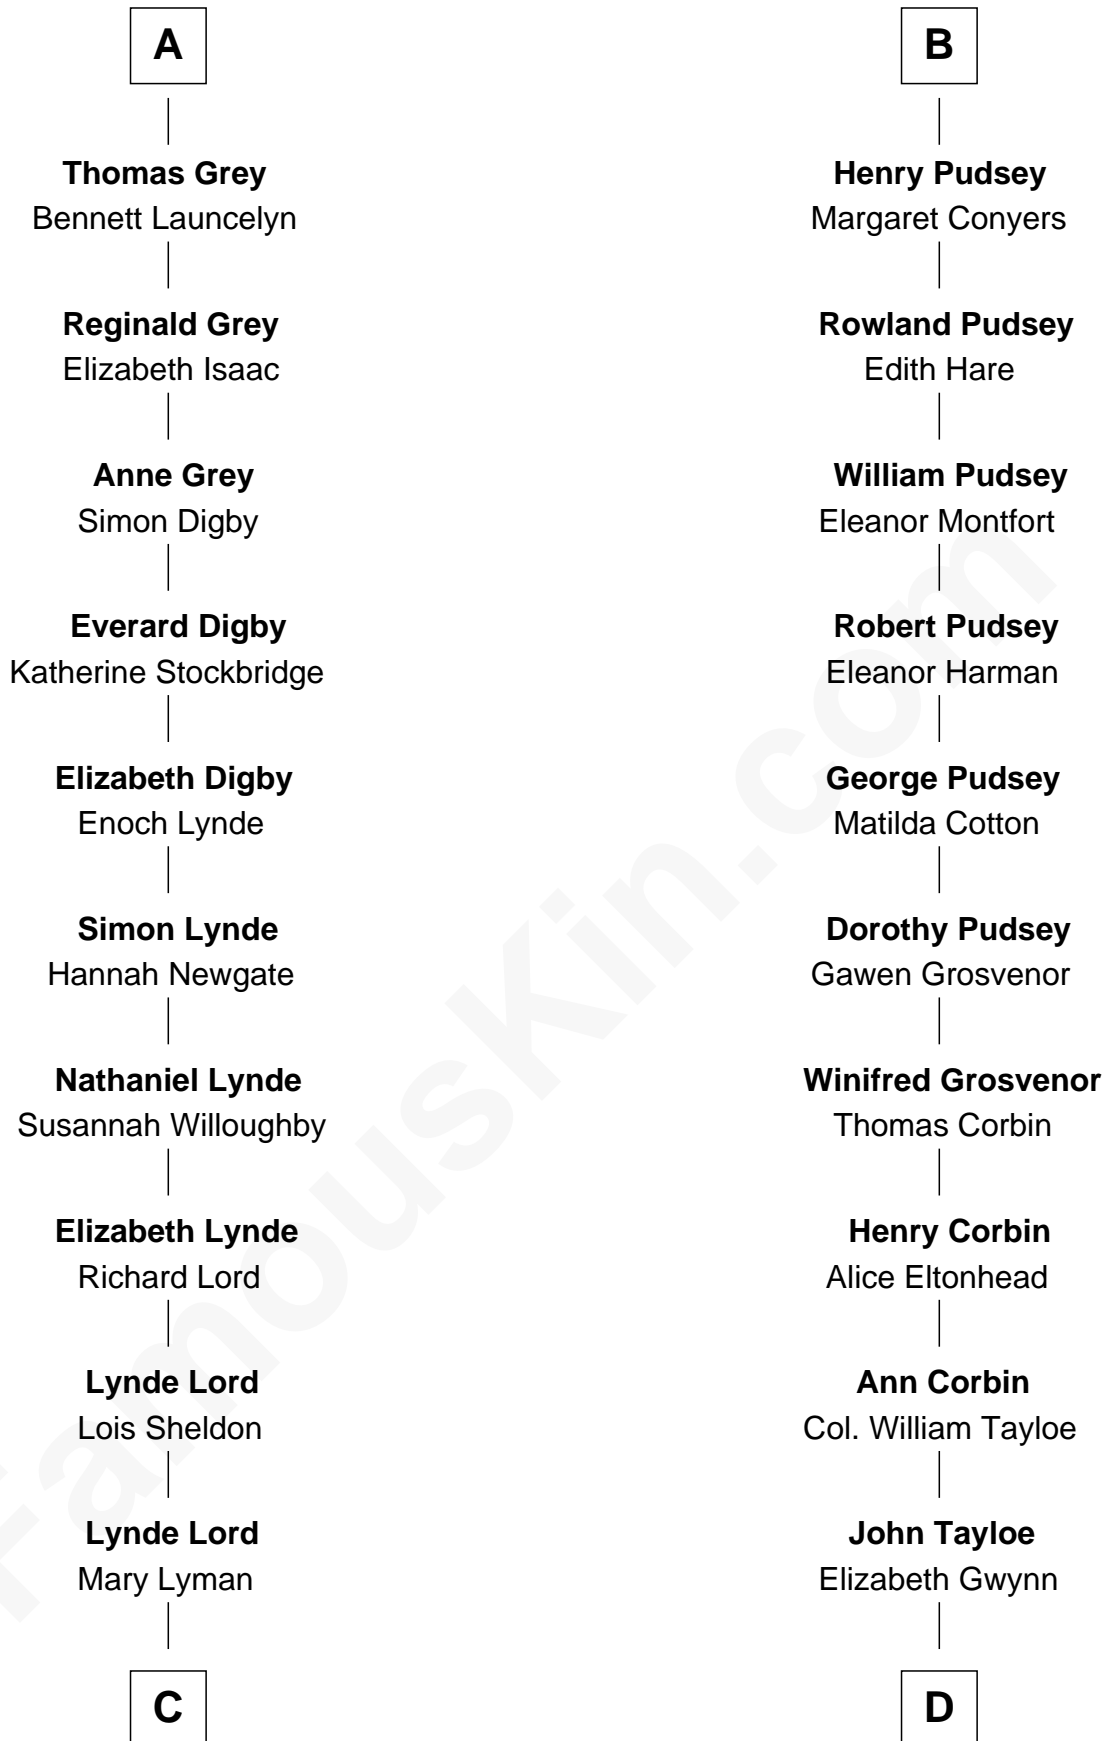 A
Thomas Grey
Bennett Launcelyn
Reginald Grey
Elizabeth Isaac
Anne Grey
Simon Digby
Everard Digby
Katherine Stockbridge
Elizabeth Digby
Enoch Lynde
Simon Lynde
Hannah Newgate
Nathaniel Lynde
Susannah Willoughby
Elizabeth Lynde
Richard Lord
Lynde Lord
Lois Sheldon
Lynde Lord
Mary Lyman
C
B
Henry Pudsey
Margaret Conyers
Rowland Pudsey
Edith Hare
William Pudsey
Eleanor Montfort
Robert Pudsey
Eleanor Harman
George Pudsey
Matilda Cotton
Dorothy Pudsey
Gawen Grosvenor
Winifred Grosvenor
Thomas Corbin
Henry Corbin
Alice Eltonhead
Ann Corbin
Col. William Tayloe
John Tayloe
Elizabeth Gwynn
D
FamousKin.com